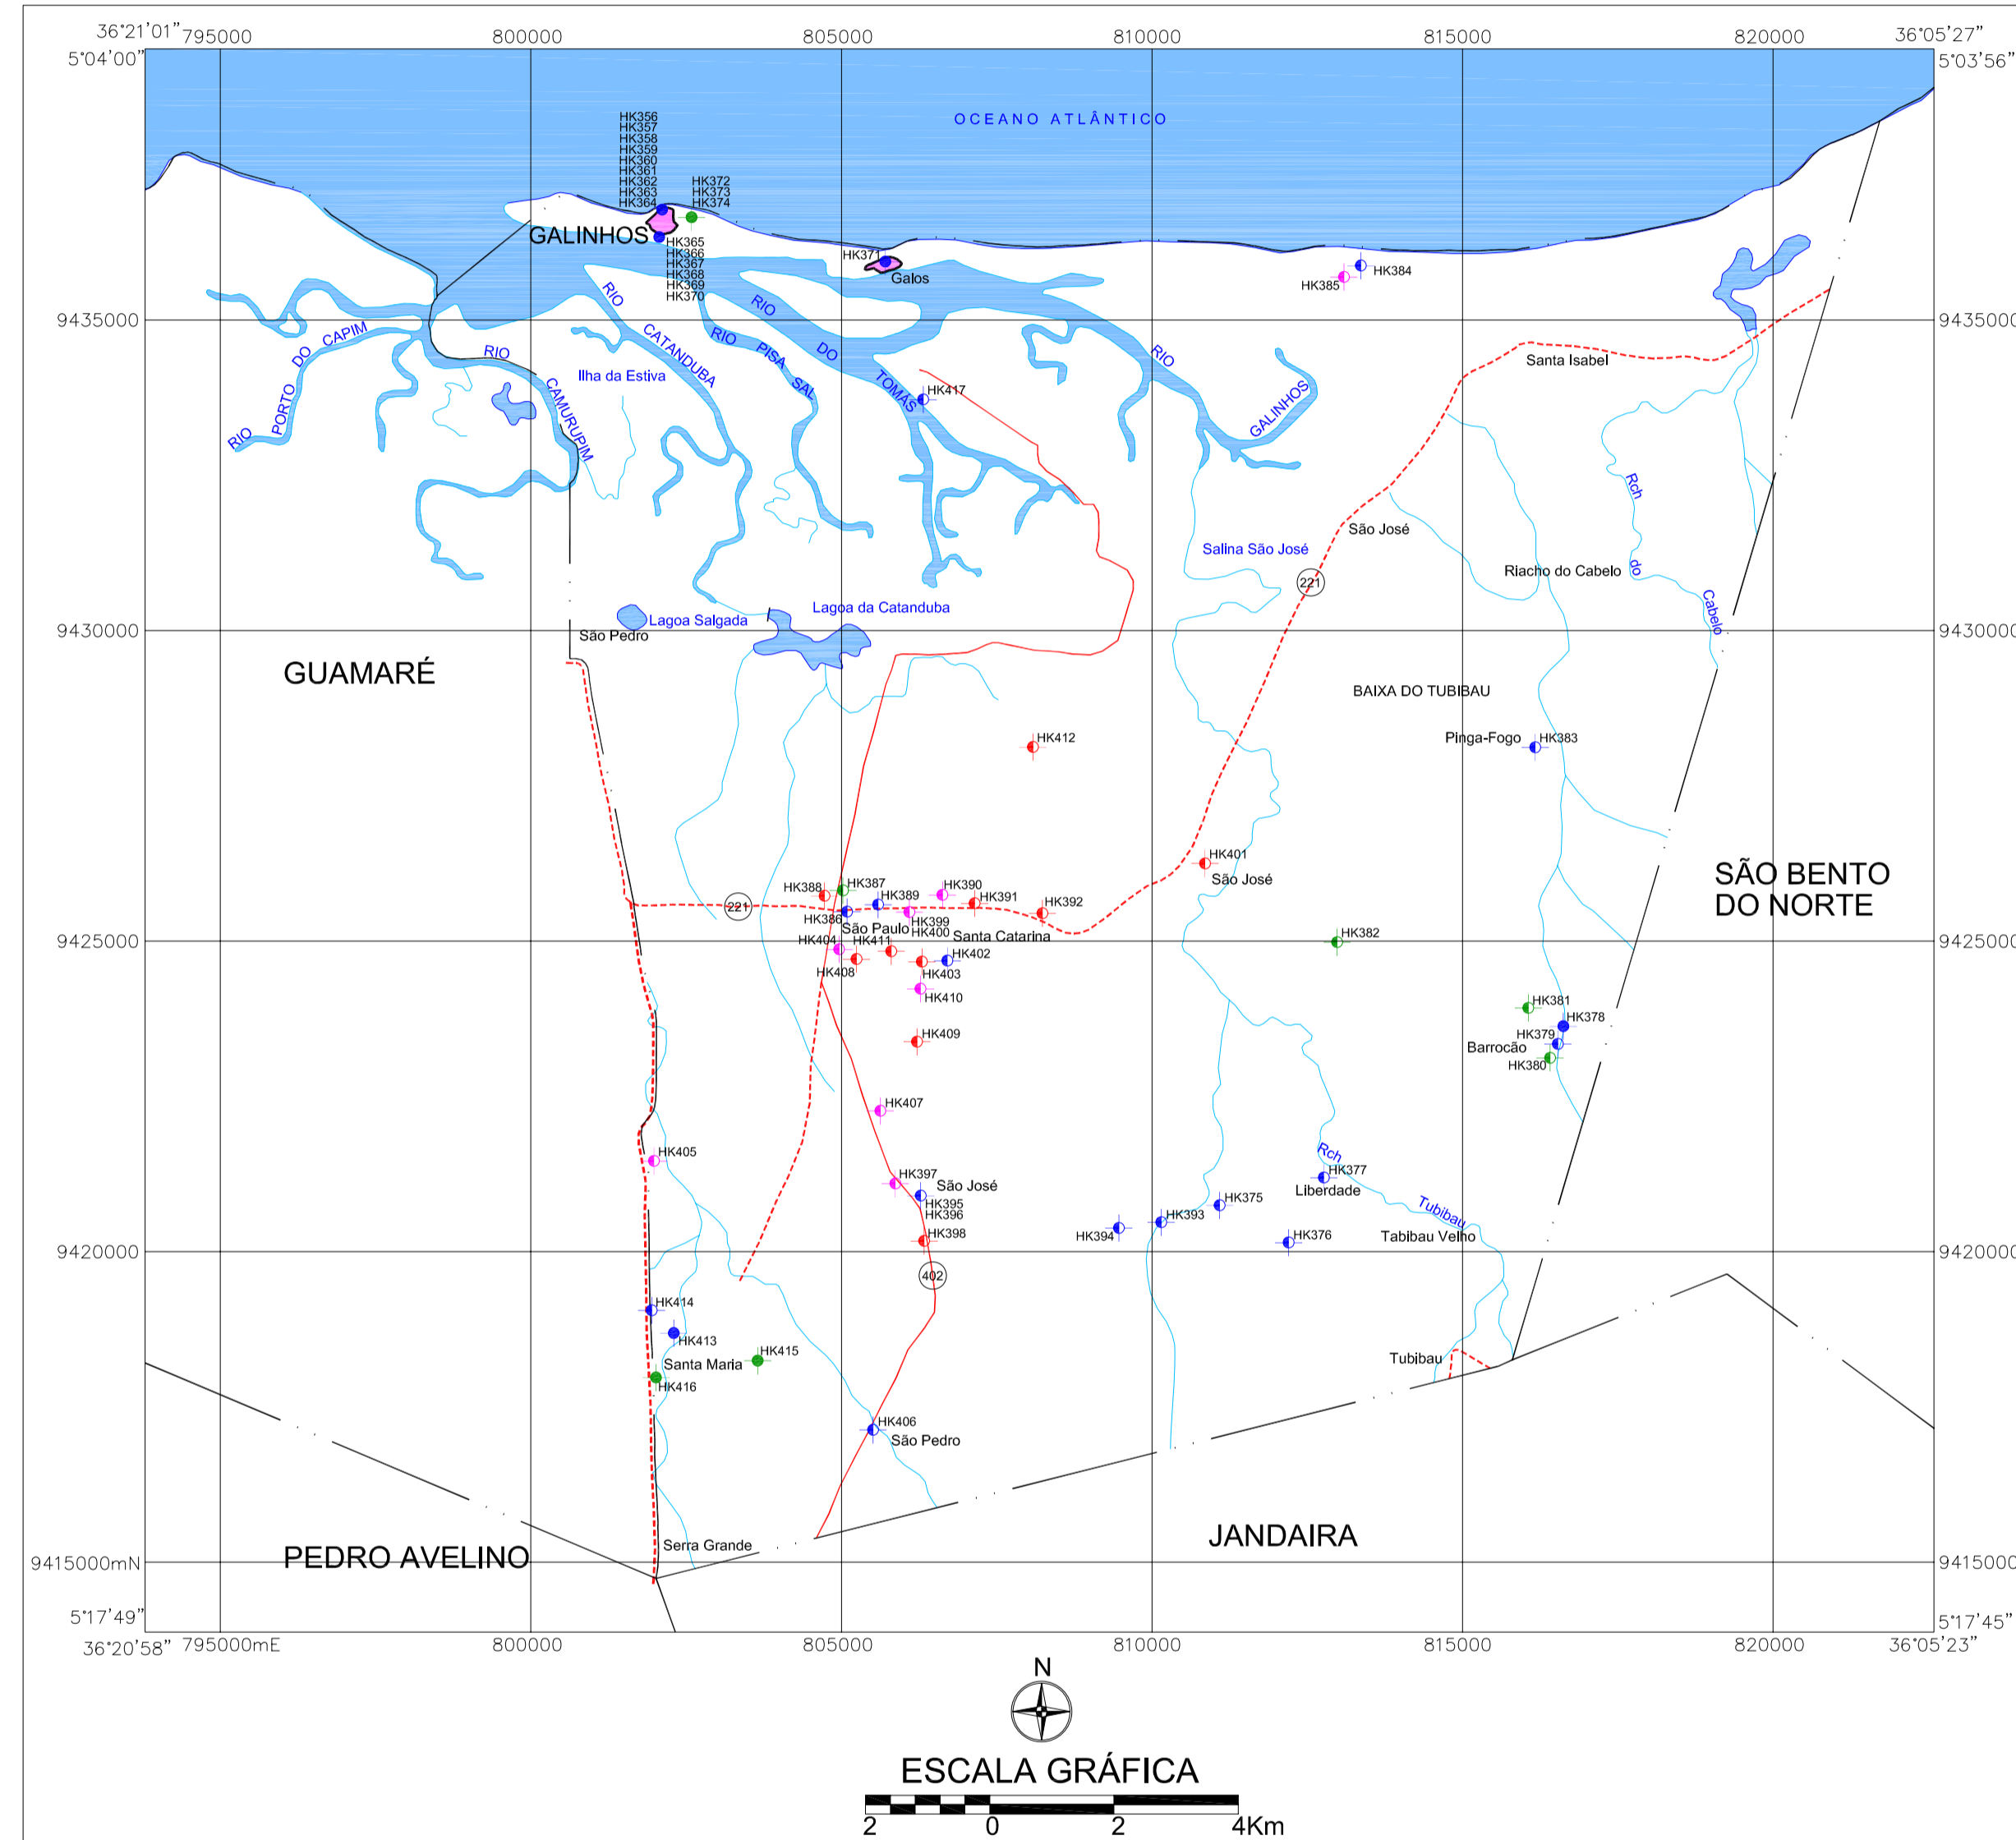 36°21'01" 795000 800000 805000 810000 815000 820000 36°05'27"
5°04'00" 5°03'56"
OCEANO ATLÂNTICO
HK356
HK357
HK358
HK359
HK360
HK361
HK362
HK363
HK364
HK372
HK373
HK374
GALINHOS
HK365
HK366
HK367
HK368
HK369
HK370
HK371
Galos
HK384
HK385
9435000 9435000
RIO PORTO DO CAPIM
RIO CAMURUPIM
Ilha da Estiva
RIO CATANDUBA
RIO PISA SAL
RIO DO TOMÁS
RIO GALINHOS
HK417
Santa Isabel
São José
Salina São José
221
Riacho do Cabelo
Rch do Cabelo
Lagoa da Catanduba
Lagoa Salgada
9430000 9430000
São Pedro
GUAMARÉ
BAIXA DO TUBIBAU
Pinga-Fogo
HK383
HK412
HK401
São José
SÃO BENTO
DO NORTE
HK388
HK387
HK389
HK390
HK391
HK392
221
HK386
HK399
HK400
São Paulo
Santa Catarina
9425000 9425000
HK404
HK411
HK408
HK403
HK402
HK410
HK382
HK381
HK378
HK379
Barrocão
HK380
HK409
HK407
HK405
HK397
São José
HK395
HK396
HK398
402
HK377
Liberdade
Rch Tubibau
HK375
HK393
HK394
HK376
Tabibau Velho
9420000 9420000
HK414
HK413
Santa Maria
HK415
HK416
Tubibau
HK406
São Pedro
Serra Grande
PEDRO AVELINO
JANDAIRA
9415000mN 9415000
5°17'49" 5°17'45"
36°20'58" 795000mE 800000 805000 810000 815000 820000 36°05'23"
N
ESCALA GRÁFICA
2 0 2 4Km